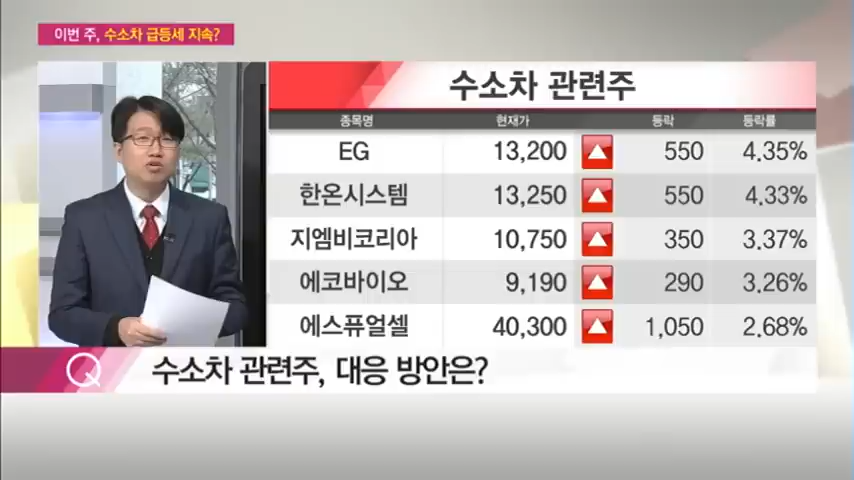 이번 주, 수소차 급등세 지속?
수소차 관련주
종목명 현재가 등락 등락률
EG 13,200 550 4.35%
한온시스템 13,250 550 4.33%
지엠비코리아 10,750 350 3.37%
에코바이오 9,190 290 3.26%
에스퓨얼셀 40,300 1,050 2.68%
Q 수소차 관련주, 대응 방안은?